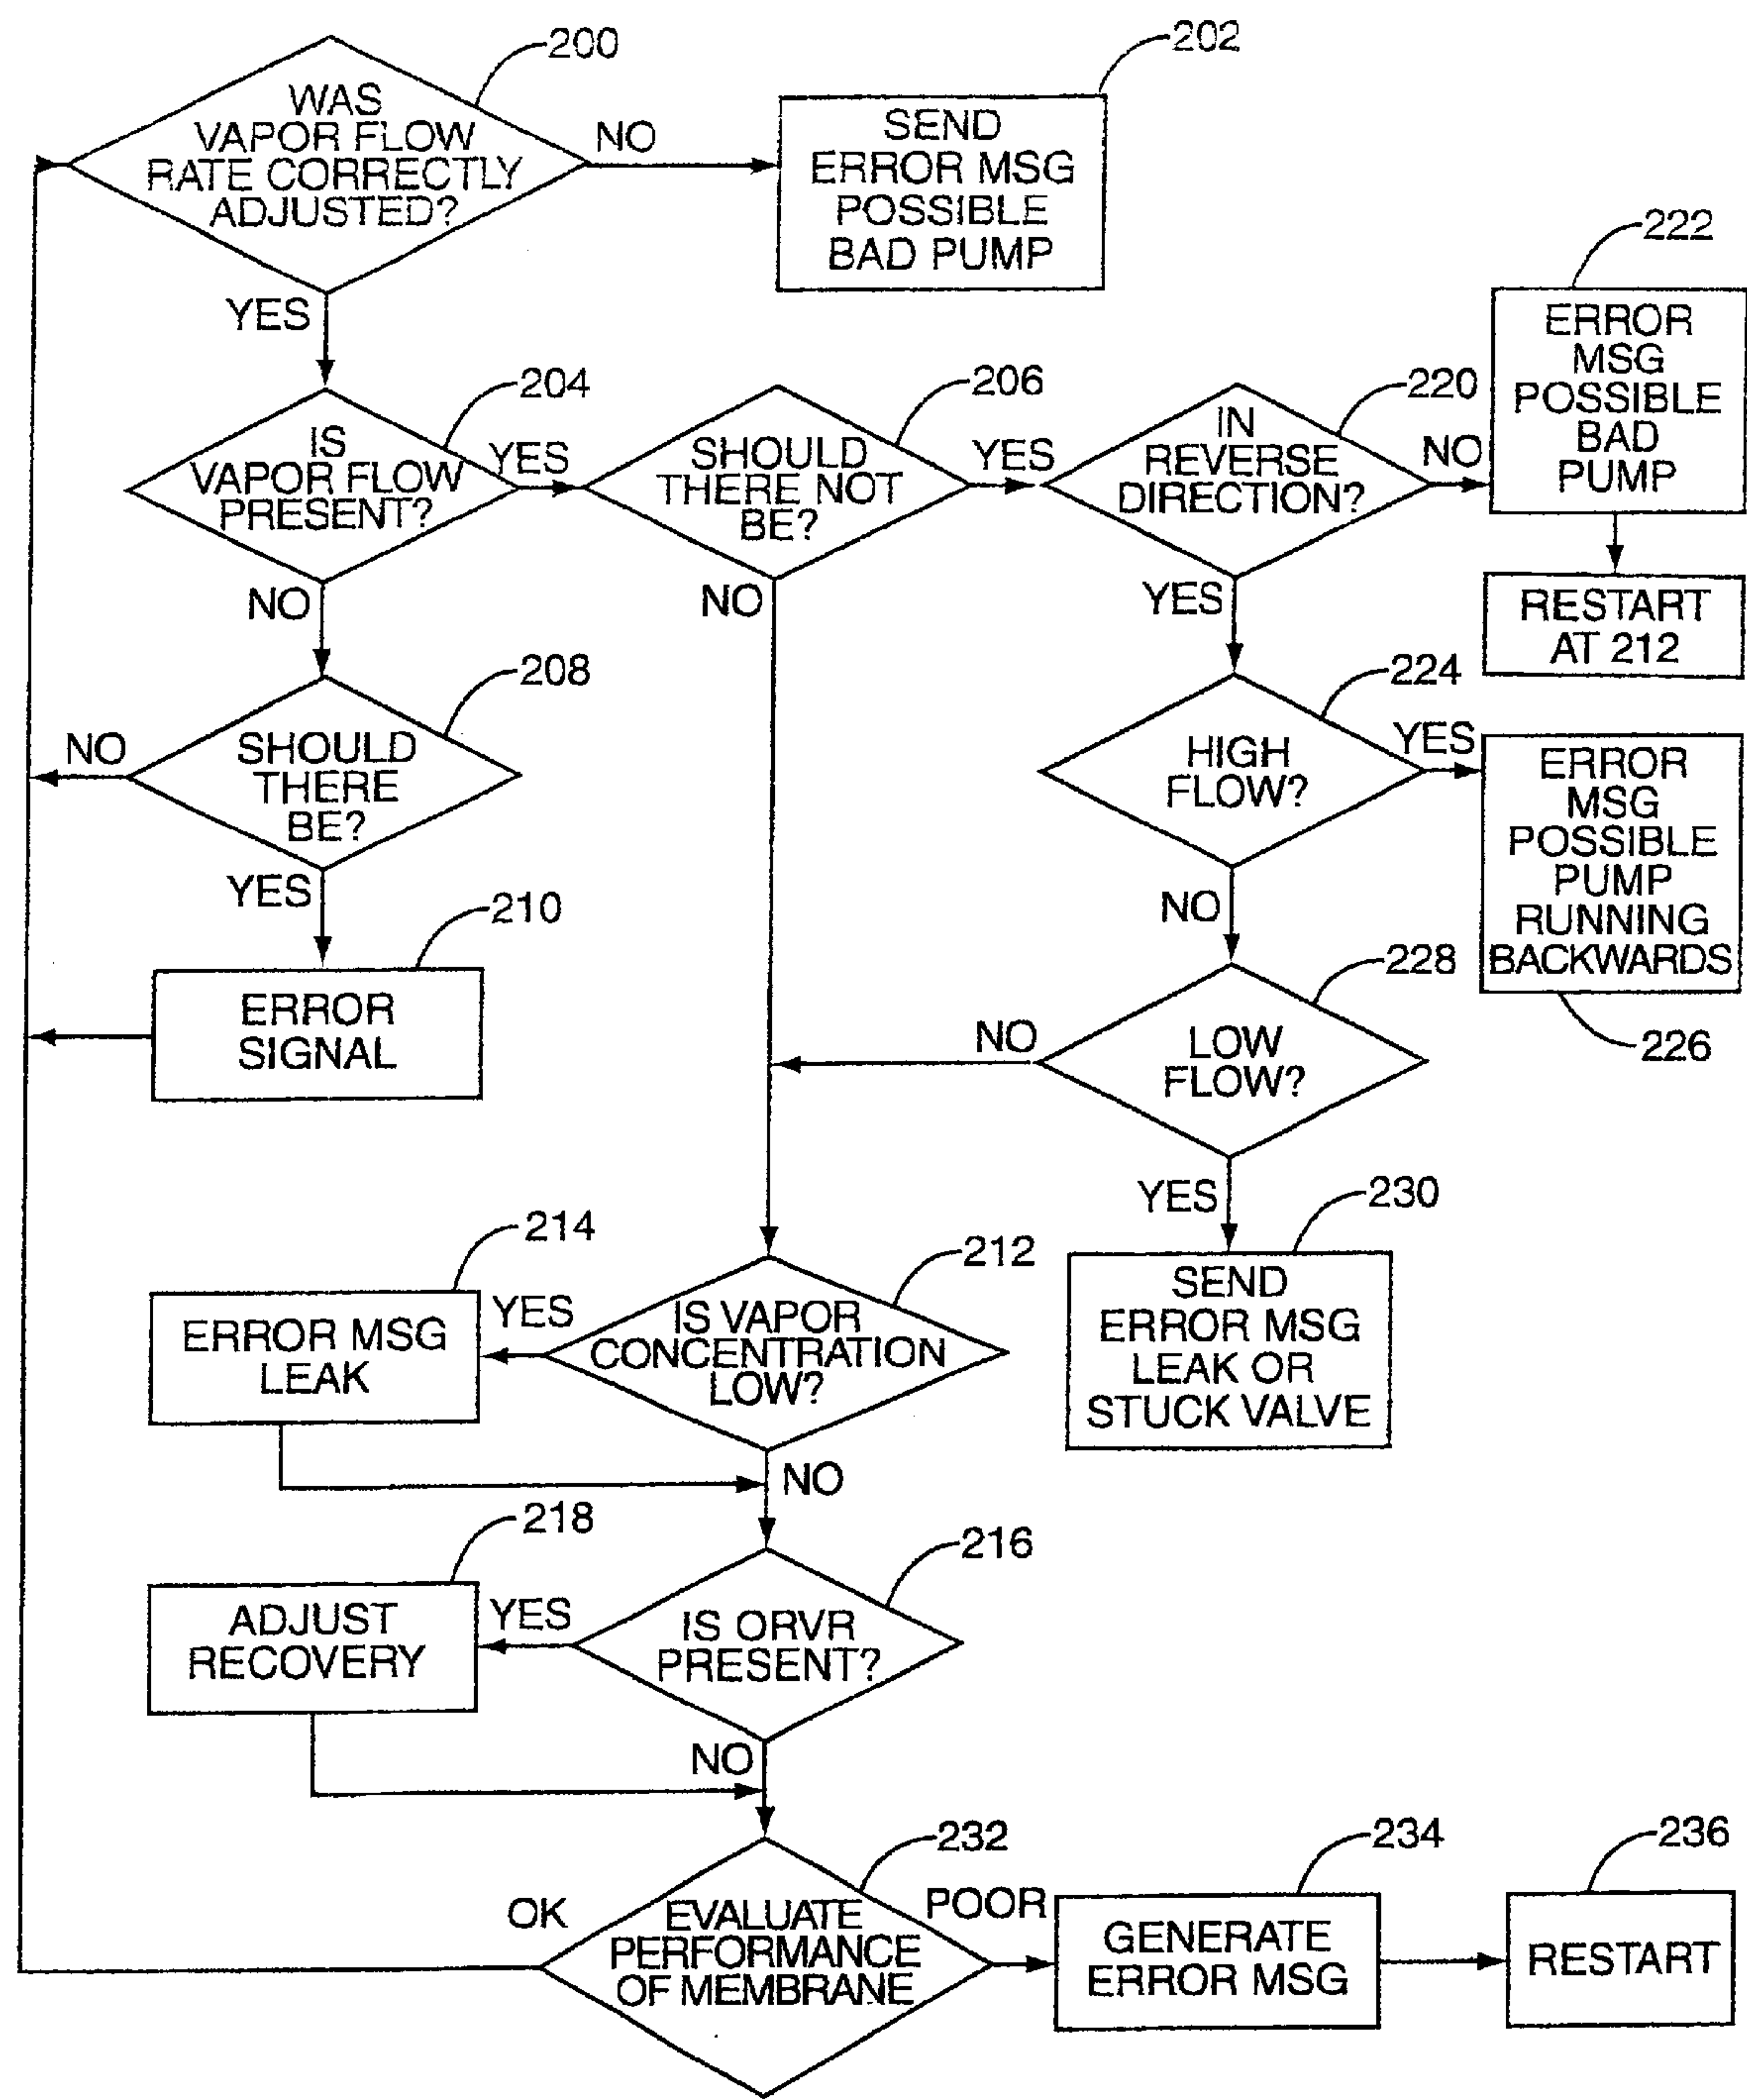 200
WAS
VAPOR FLOW
RATE CORRECTLY
ADJUSTED?
NO
YES
202
SEND
ERROR MSG
POSSIBLE
BAD PUMP
204
IS
VAPOR FLOW
PRESENT?
YES
NO
206
SHOULD
THERE NOT
BE?
YES
NO
220
IN
REVERSE
DIRECTION?
NO
YES
222
ERROR
MSG
POSSIBLE
BAD
PUMP
RESTART
AT 212
208
SHOULD
THERE
BE?
NO
YES
224
HIGH
FLOW?
YES
NO
ERROR
MSG
POSSIBLE
PUMP
RUNNING
BACKWARDS
226
210
ERROR
SIGNAL
228
LOW
FLOW?
NO
YES
230
SEND
ERROR MSG
LEAK OR
STUCK VALVE
212
IS VAPOR
CONCENTRATION
LOW?
YES
NO
214
ERROR MSG
LEAK
216
IS ORVR
PRESENT?
YES
NO
218
ADJUST
RECOVERY
232
EVALUATE
PERFORMANCE
OF MEMBRANE
OK
POOR
234
GENERATE
ERROR MSG
236
RESTART